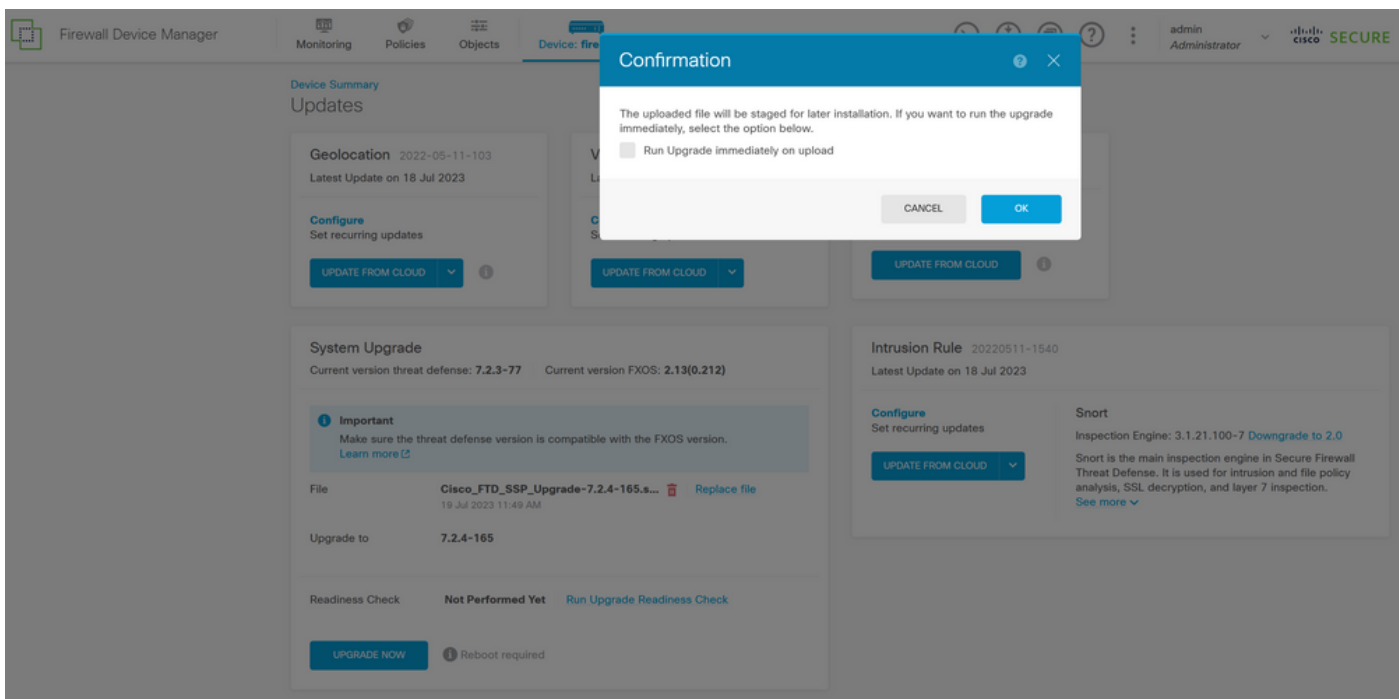 Firewall Device Manager
Monitoring
Policies
Objects
Device: fire
admin
Administrator
cisco SECURE
Confirmation
The uploaded file will be staged for later installation. If you want to run the upgrade
immediately, select the option below.
Run Upgrade immediately on upload
CANCEL
OK
Device Summary
Updates
Geolocation 2022-05-11-103
Latest Update on 18 Jul 2023
Configure
Set recurring updates
UPDATE FROM CLOUD
V
UPDATE FROM CLOUD
UPDATE FROM CLOUD
System Upgrade
Current version threat defense: 7.2.3-77 Current version FXOS: 2.13(0.212)
Important
Make sure the threat defense version is compatible with the FXOS version.
Learn more
File Cisco_FTD_SSP_Upgrade-7.2.4-165.s... Replace file
19 Jul 2023 11:49 AM
Upgrade to 7.2.4-165
Readiness Check Not Performed Yet Run Upgrade Readiness Check
UPGRADE NOW Reboot required
Intrusion Rule 20220511-1540
Latest Update on 18 Jul 2023
Configure
Set recurring updates
UPDATE FROM CLOUD
Snort
Inspection Engine: 3.1.21.100-7 Downgrade to 2.0
Snort is the main inspection engine in Secure Firewall
Threat Defense. It is used for intrusion and file policy
analysis, SSL decryption, and layer 7 inspection.
See more